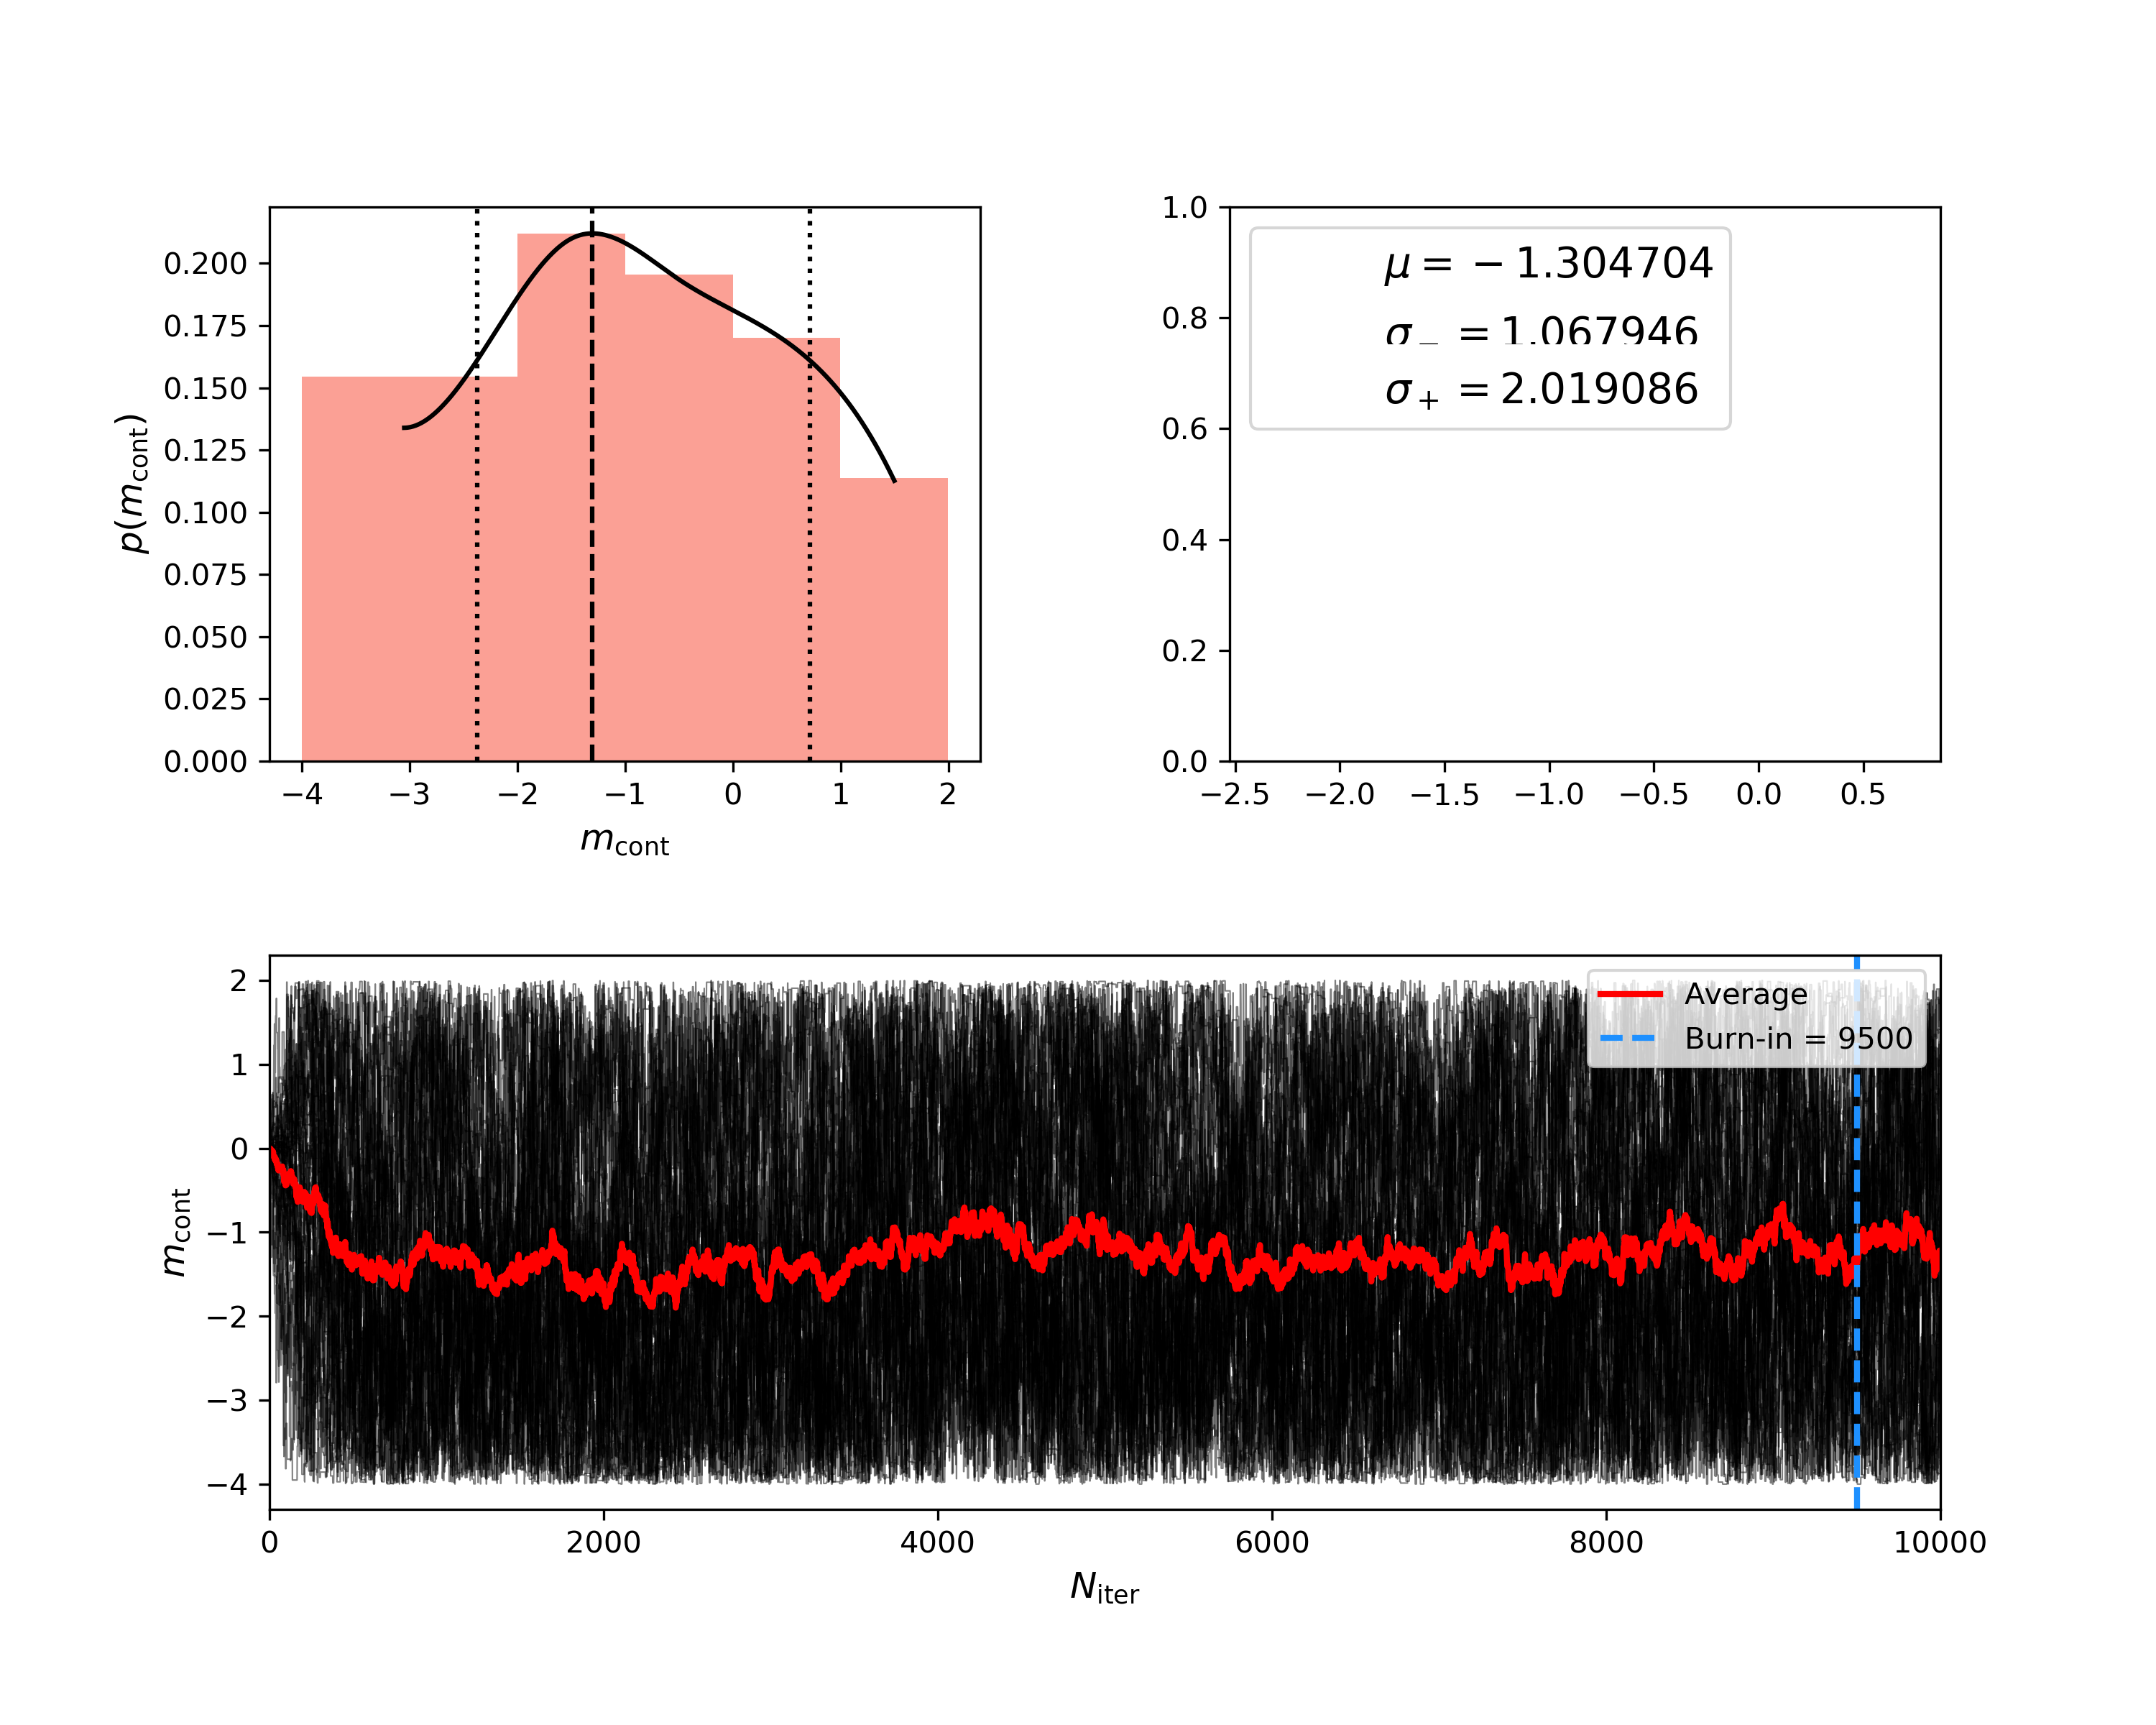 0.200
0.175
0.150
0.125
0.100
0.075
0.050
0.025
0.000
p(m_cont)
−4 −3 −2 −1 0 1 2
m_cont
1.0
0.8
0.6
0.4
0.2
0.0
μ = −1.304704
σ_− = 1.067946
σ_+ = 2.019086
−2.5 −2.0 −1.5 −1.0 −0.5 0.0 0.5
2
1
0
−1
−2
−3
−4
m_cont
Average
Burn-in = 9500
0 2000 4000 6000 8000 10000
N_iter